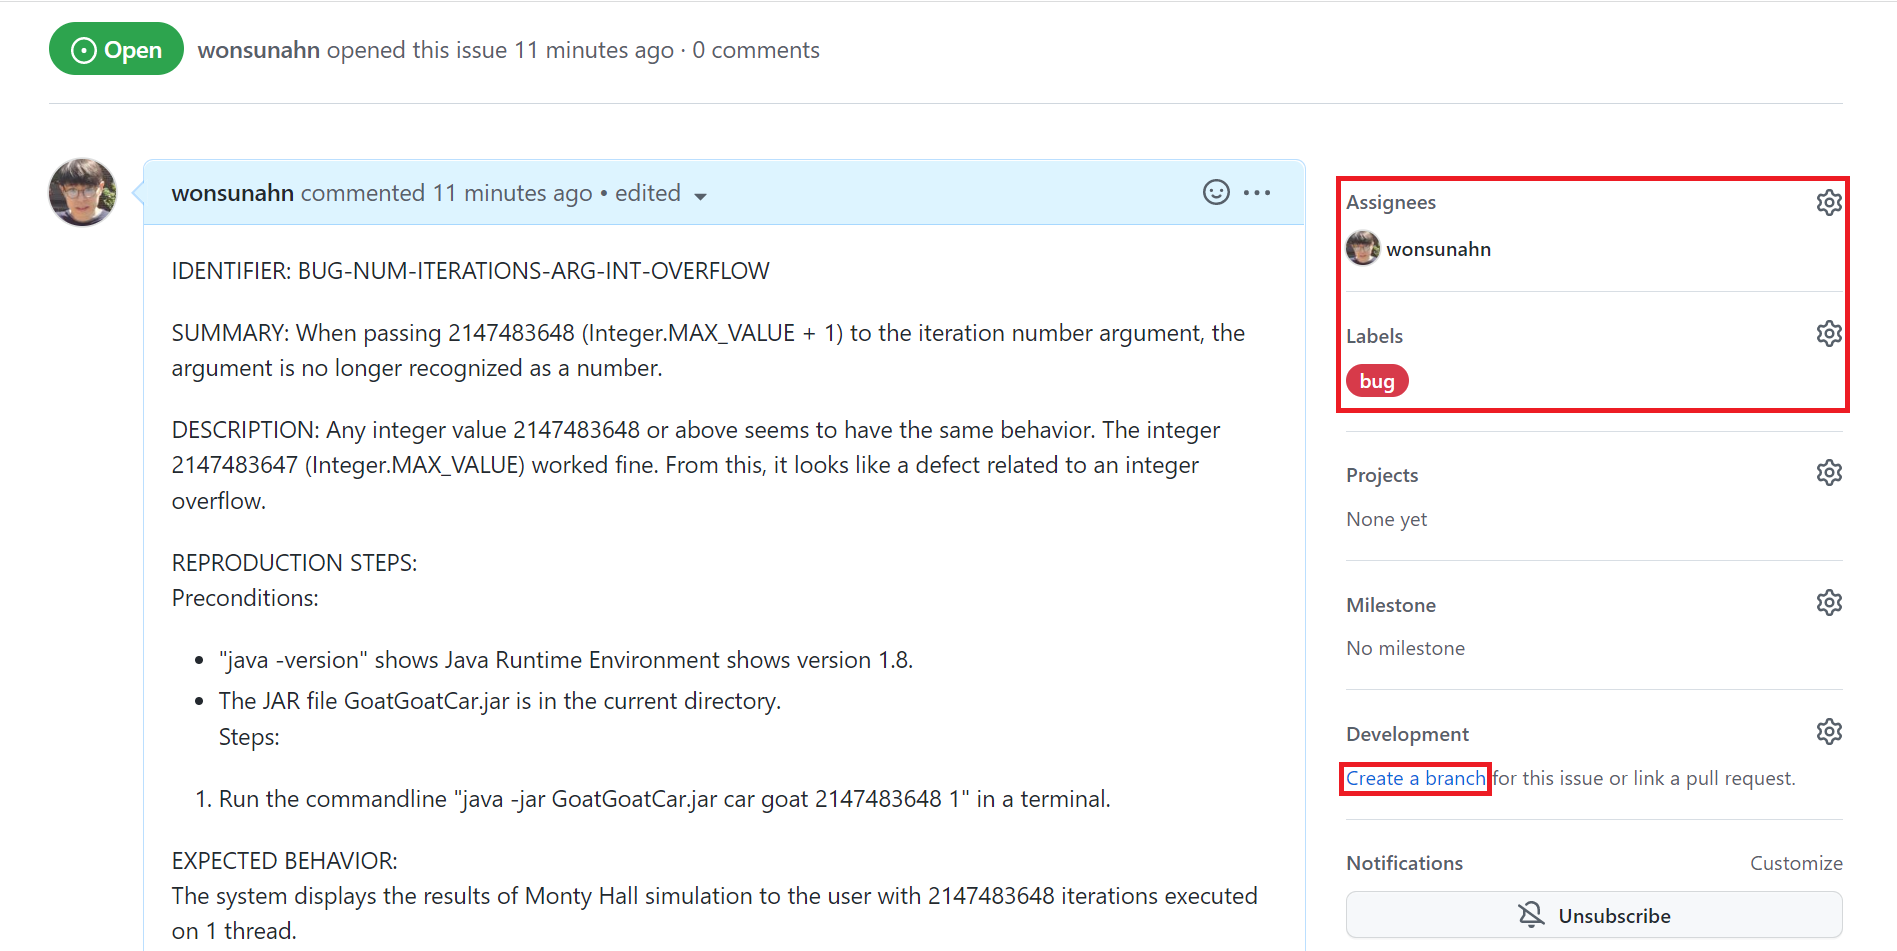 Open
wonsunahn opened this issue 11 minutes ago · 0 comments
wonsunahn commented 11 minutes ago • edited
IDENTIFIER: BUG-NUM-ITERATIONS-ARG-INT-OVERFLOW
SUMMARY: When passing 2147483648 (Integer.MAX_VALUE + 1) to the iteration number argument, the
argument is no longer recognized as a number.
DESCRIPTION: Any integer value 2147483648 or above seems to have the same behavior. The integer
2147483647 (Integer.MAX_VALUE) worked fine. From this, it looks like a defect related to an integer
overflow.
REPRODUCTION STEPS:
Preconditions:
• "java -version" shows Java Runtime Environment shows version 1.8.
• The JAR file GoatGoatCar.jar is in the current directory.
Steps:
1. Run the commandline "java -jar GoatGoatCar.jar car goat 2147483648 1" in a terminal.
EXPECTED BEHAVIOR:
The system displays the results of Monty Hall simulation to the user with 2147483648 iterations executed
on 1 thread.
Assignees
wonsunahn
Labels
bug
Projects
None yet
Milestone
No milestone
Development
Create a branch for this issue or link a pull request.
Notifications
Customize
Unsubscribe